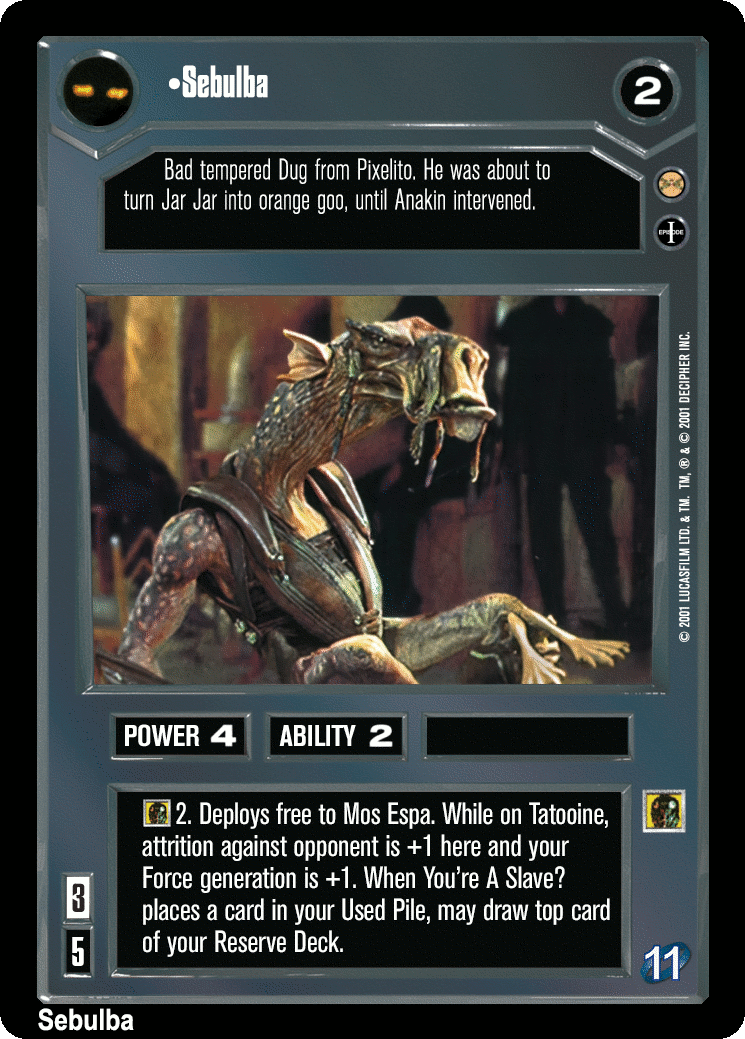 •Sebulba
2
Bad tempered Dug from Pixelito. He was about to
turn Jar Jar into orange goo, until Anakin intervened.
EPISODE
I
© 2001 LUCASFILM LTD. & TM. TM, ® & © 2001 DECIPHER INC.
POWER 4
ABILITY 2
2. Deploys free to Mos Espa. While on Tatooine,
attrition against opponent is +1 here and your
Force generation is +1. When You're A Slave?
places a card in your Used Pile, may draw top card
of your Reserve Deck.
3
5
11
Sebulba